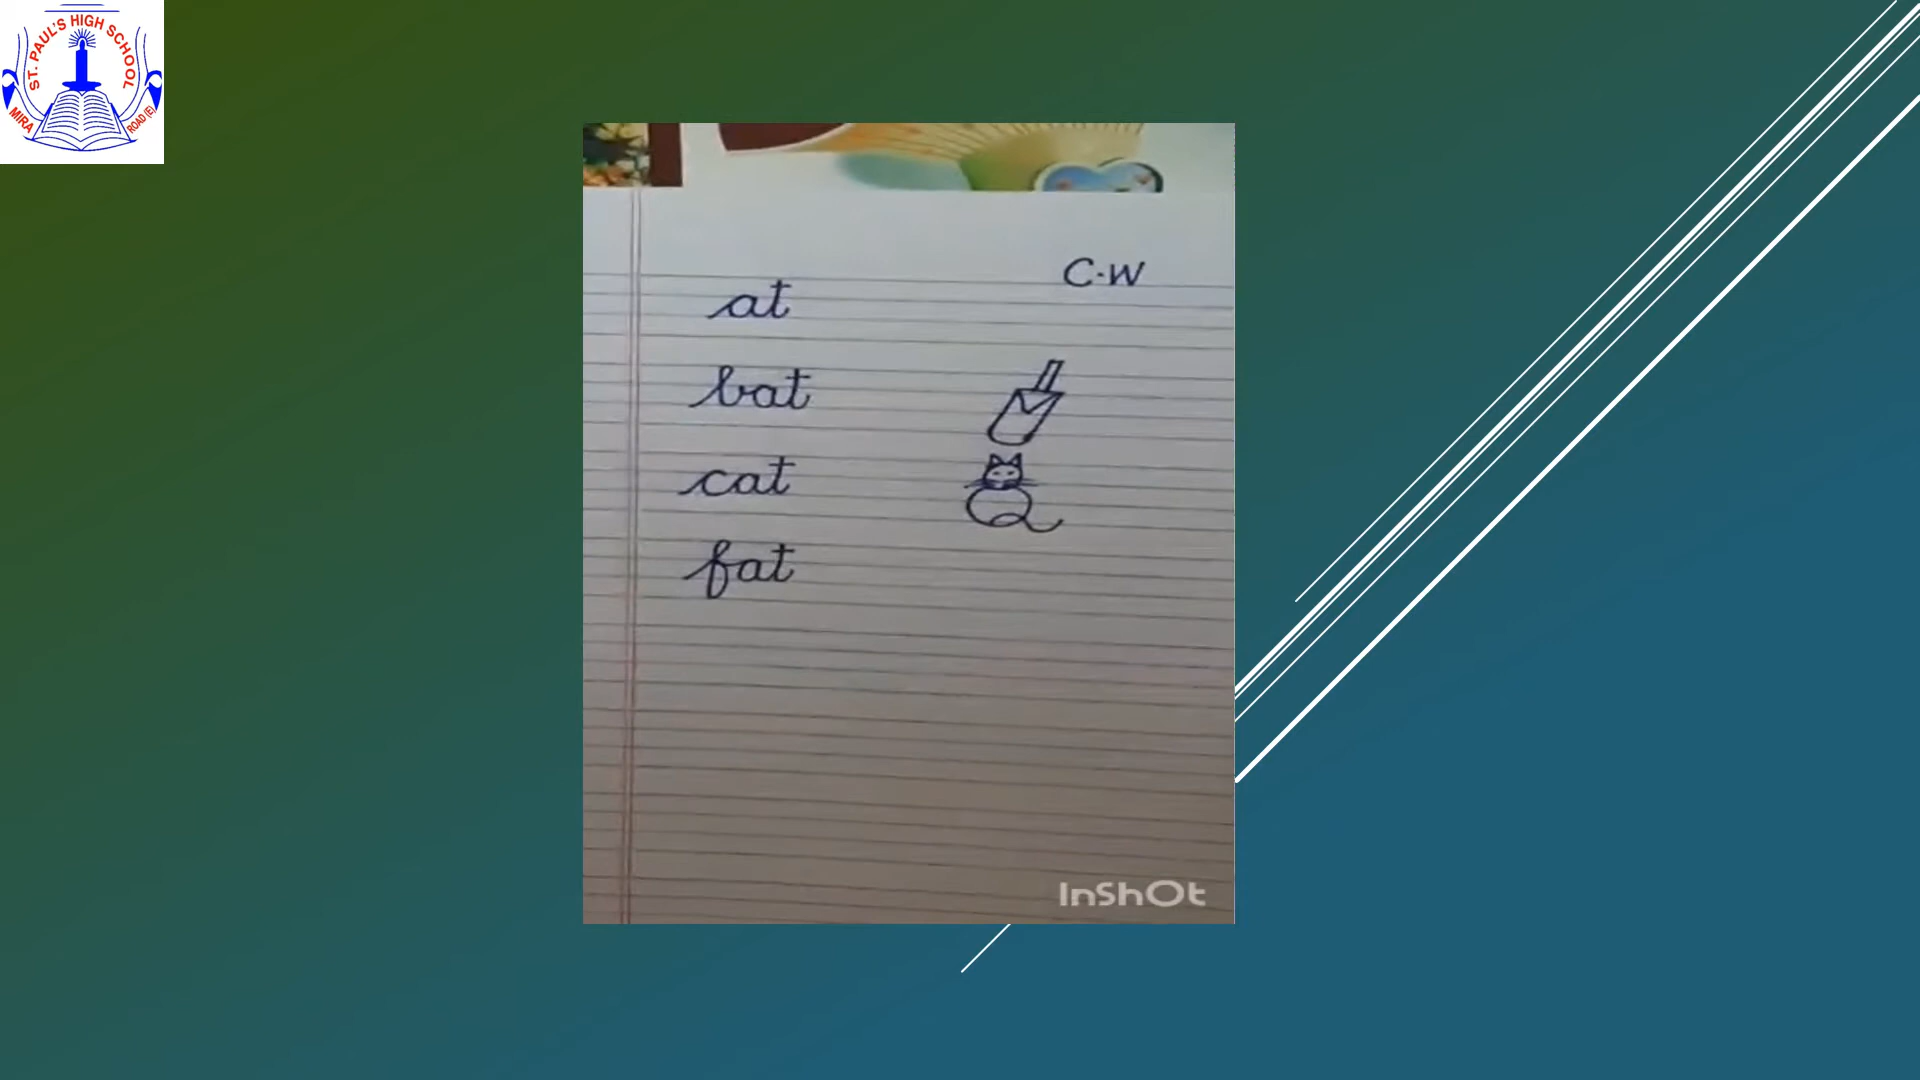 ST. PAUL'S HIGH SCHOOL
MIRA ROAD (E)
C-W
at
bat
cat
fat
InShOt